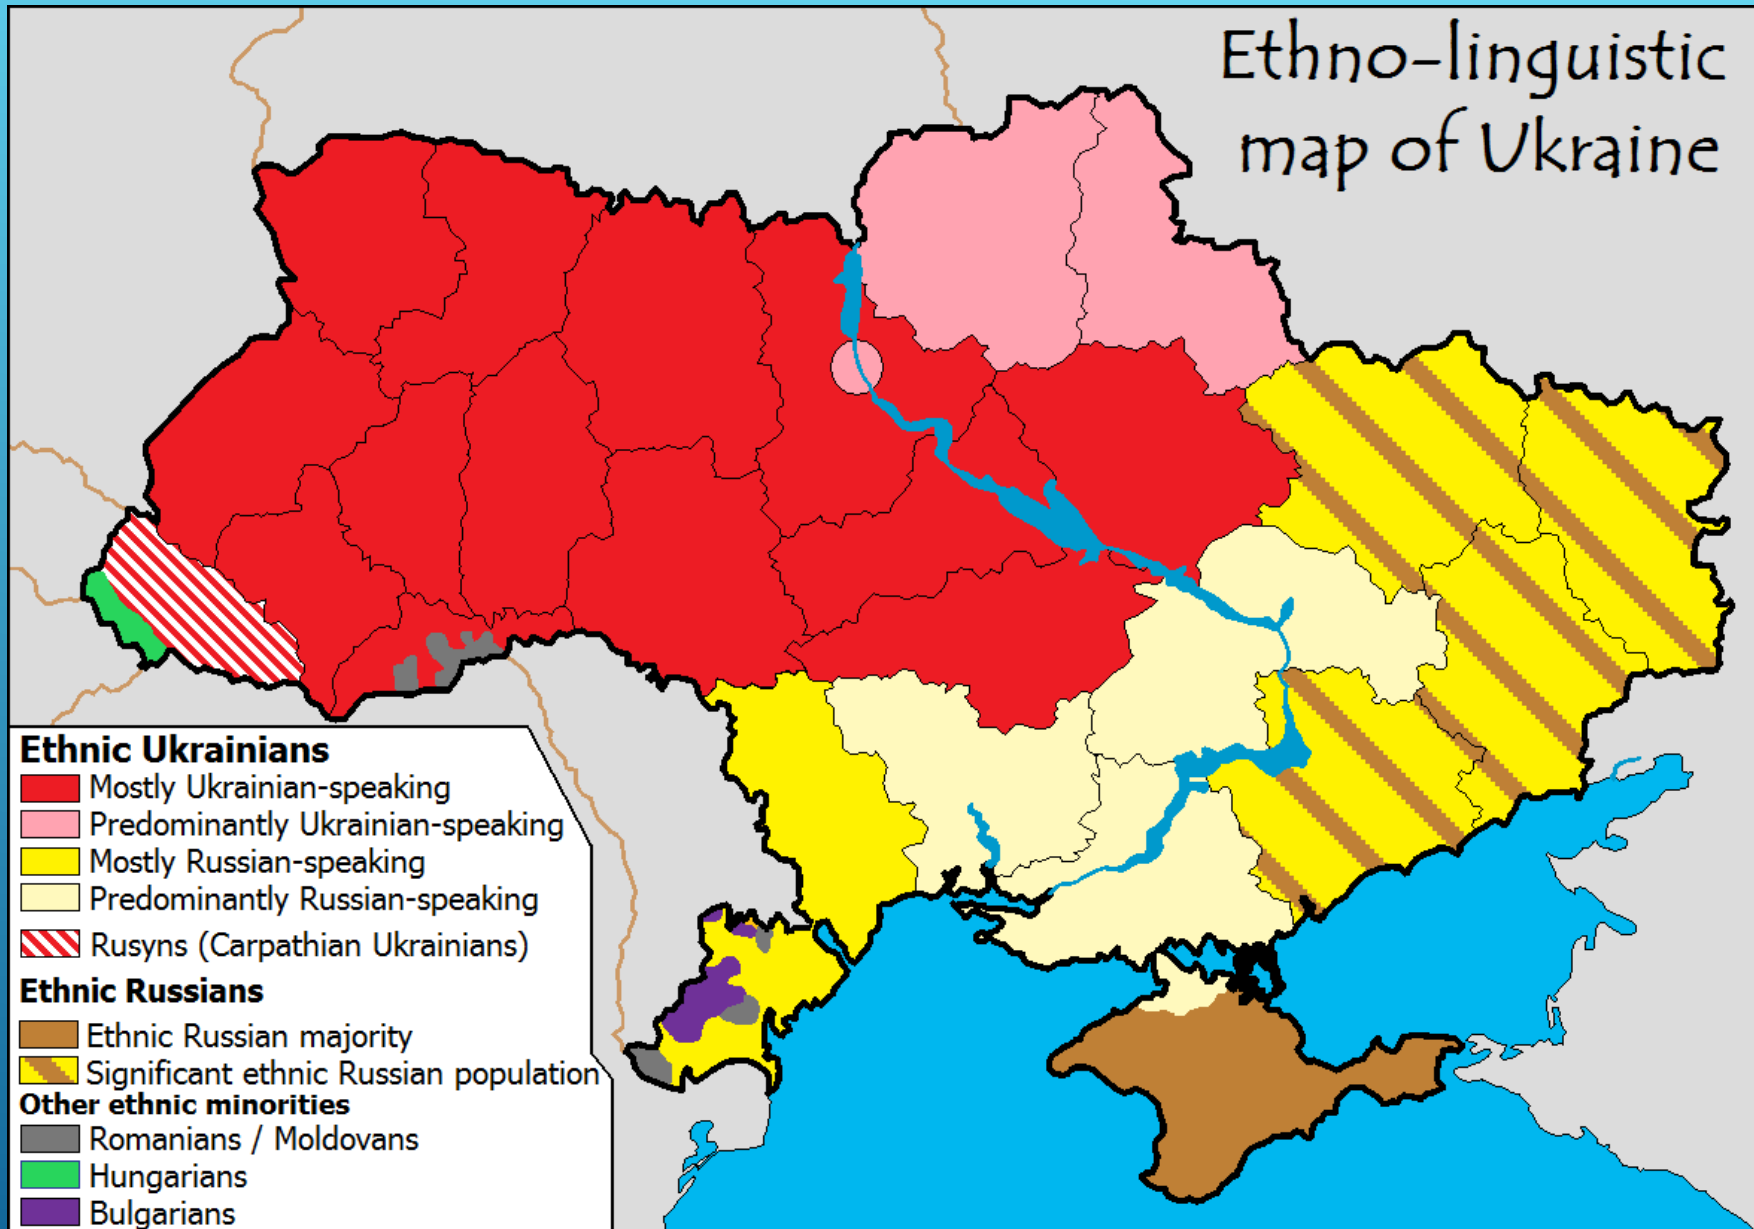 Ethno-linguistic
map of Ukraine
Ethnic Ukrainians
Mostly Ukrainian-speaking
Predominantly Ukrainian-speaking
Mostly Russian-speaking
Predominantly Russian-speaking
Rusyns (Carpathian Ukrainians)
Ethnic Russians
Ethnic Russian majority
Significant ethnic Russian population
Other ethnic minorities
Romanians / Moldovans
Hungarians
Bulgarians